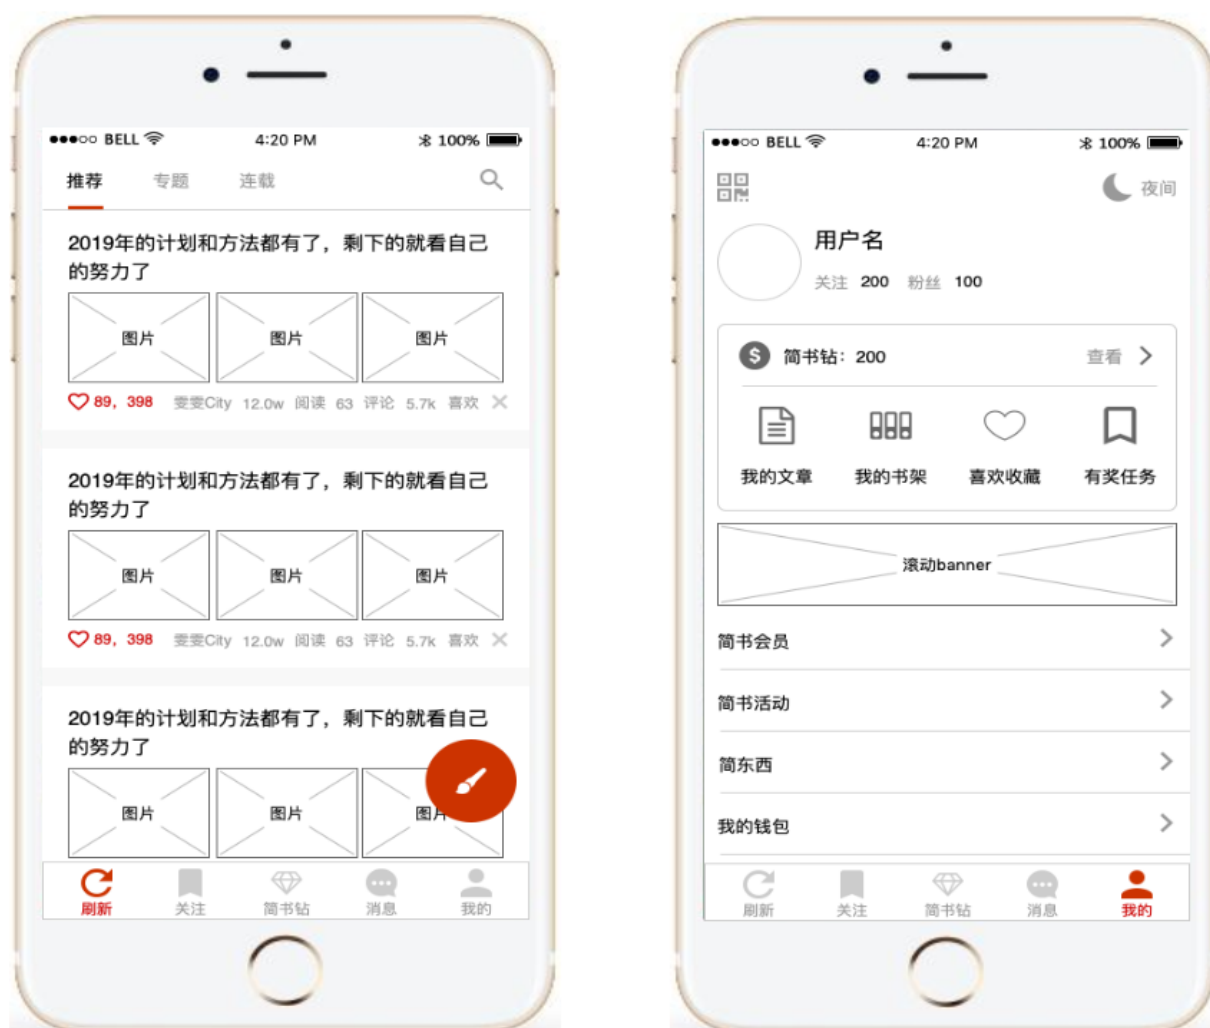 BELL 4:20 PM 100%
推荐 专题 连载
2019年的计划和方法都有了，剩下的就看自己
的努力了
图片 图片 图片
89，398 雯雯City 12.0w 阅读 63 评论 5.7k 喜欢
2019年的计划和方法都有了，剩下的就看自己
的努力了
图片 图片 图片
89，398 雯雯City 12.0w 阅读 63 评论 5.7k 喜欢
2019年的计划和方法都有了，剩下的就看自己
的努力了
图片 图片 图片
刷新 关注 简书钻 消息 我的
BELL 4:20 PM 100%
夜间
用户名
关注 200 粉丝 100
简书钻：200 查看
我的文章 我的书架 喜欢收藏 有奖任务
滚动banner
简书会员
简书活动
简东西
我的钱包
刷新 关注 简书钻 消息 我的